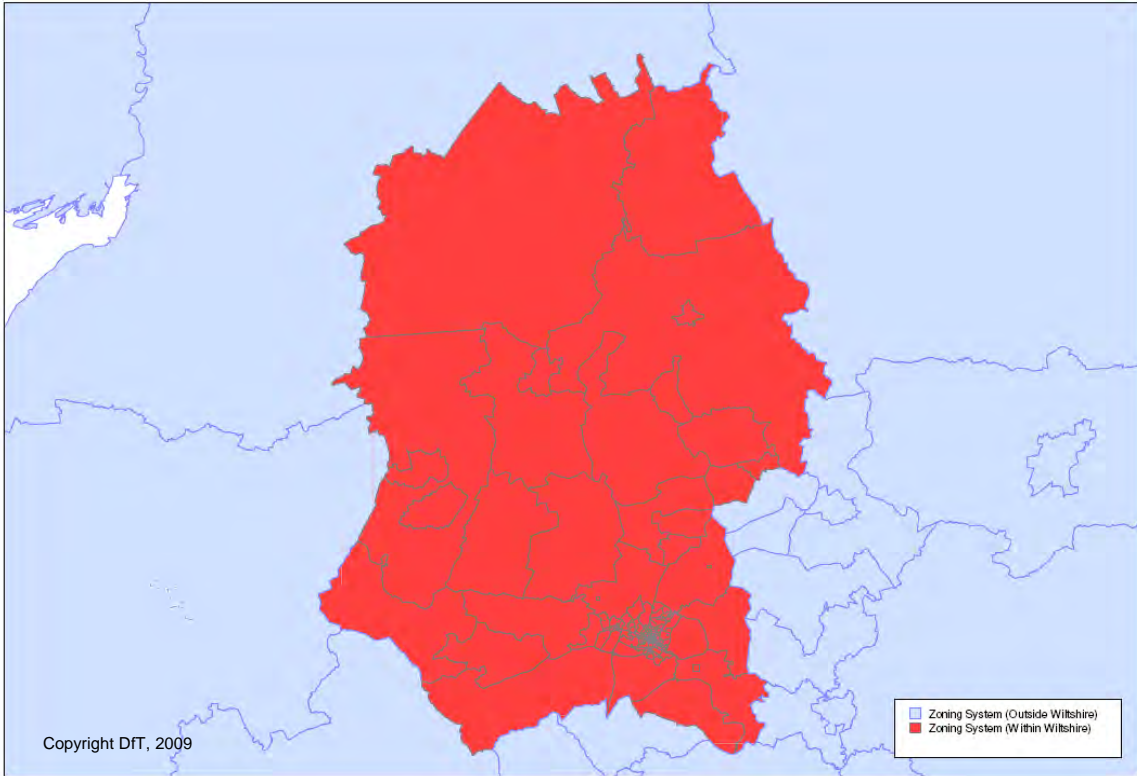 Zoning System (Outside Wiltshire)
Zoning System (Within Wiltshire)
Copyright DfT, 2009